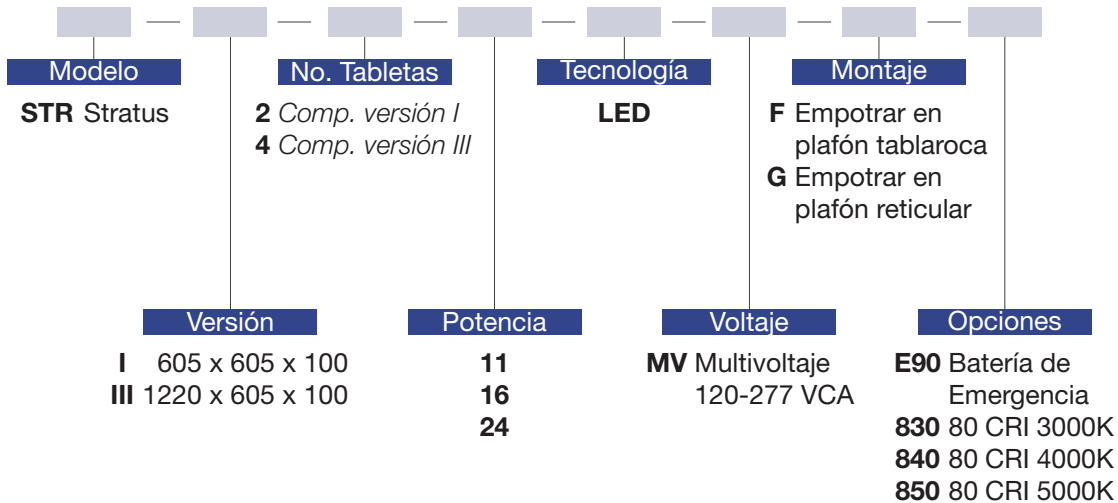 Modelo
STR Stratus
No. Tabletas
2 Comp. versión I
4 Comp. versión III
Tecnología
LED
Montaje
F Empotrar en
plafón tablaroca
G Empotrar en
plafón reticular
Versión
I 605 x 605 x 100
III 1220 x 605 x 100
Potencia
11
16
24
Voltaje
MV Multivoltaje
120-277 VCA
Opciones
E90 Batería de
Emergencia
830 80 CRI 3000K
840 80 CRI 4000K
850 80 CRI 5000K